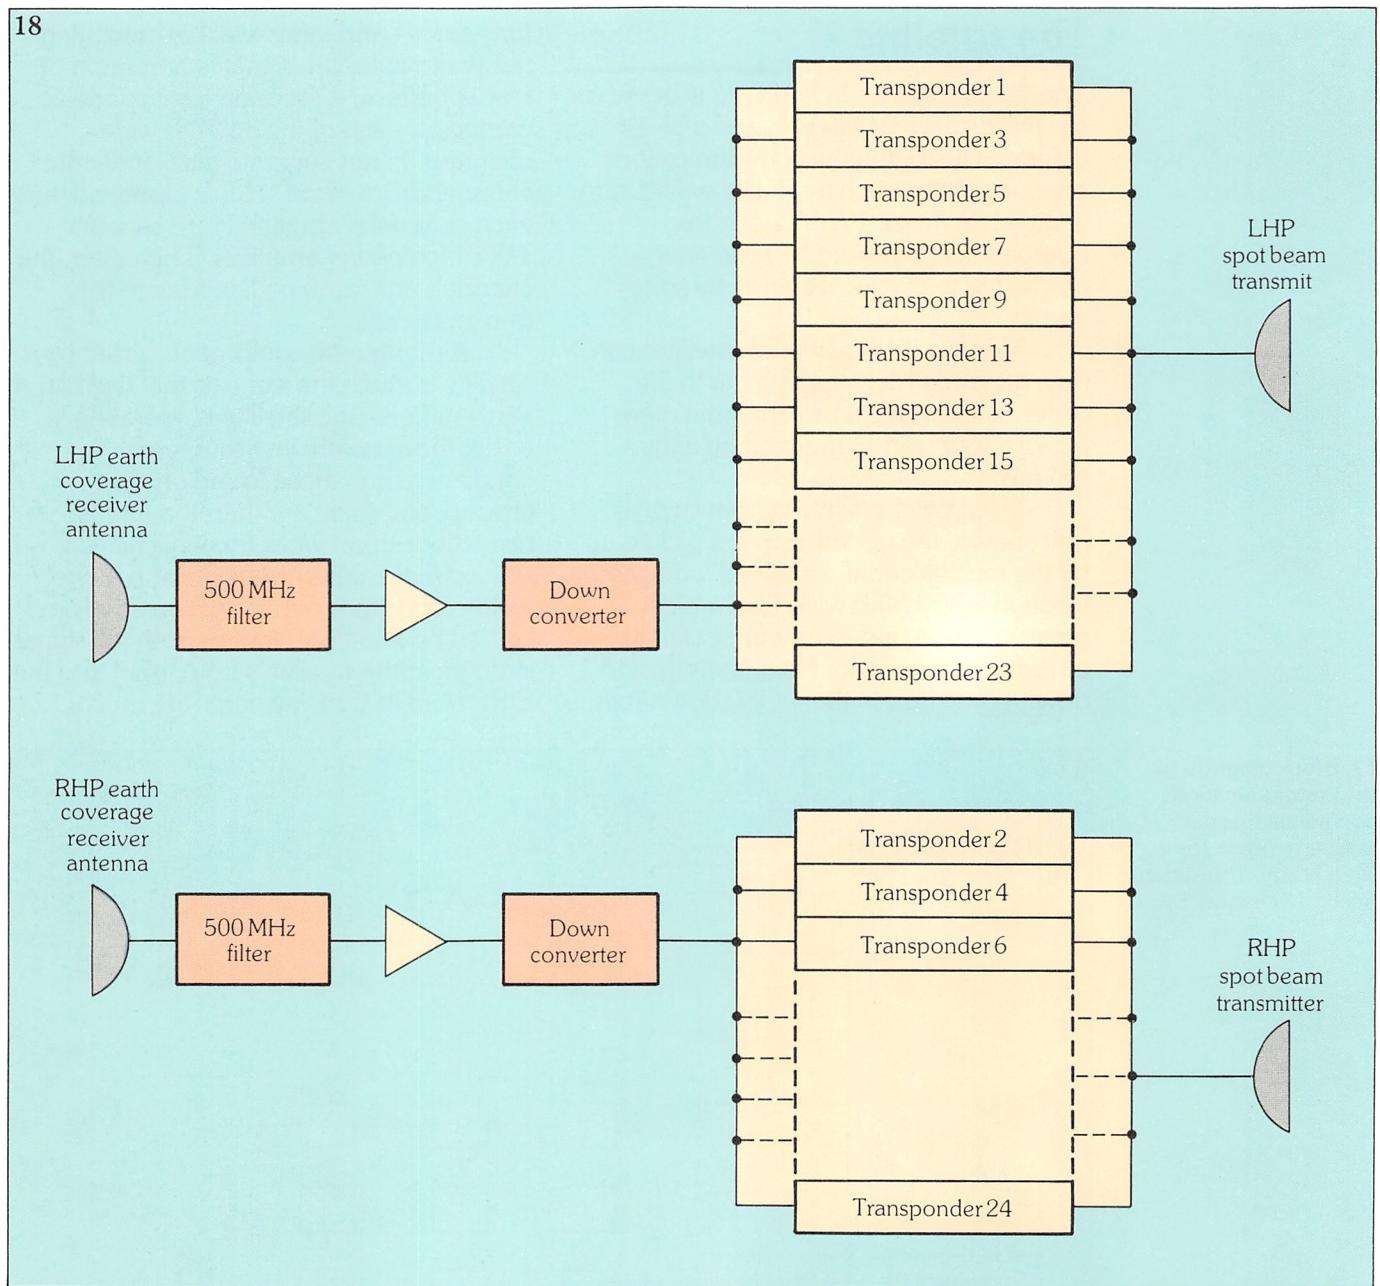 18
Transponder 1
Transponder 3
Transponder 5
Transponder 7
Transponder 9
Transponder 11
Transponder 13
Transponder 15
Transponder 23
LHP
spot beam
transmit
LHP earth
coverage
receiver
antenna
500 MHz
filter
Down
converter
RHP earth
coverage
receiver
antenna
500 MHz
filter
Down
converter
Transponder 2
Transponder 4
Transponder 6
Transponder 24
RHP
spot beam
transmitter